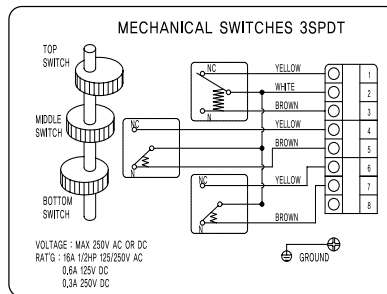 MECHANICAL SWITCHES 3SPDT
TOP
SWITCH
MIDDLE
SWITCH
BOTTOM
SWITCH
NC
N
NC
N
NC
N
YELLOW
WHITE
BROWN
YELLOW
BROWN
YELLOW
BROWN
1
2
3
4
5
6
7
8
GROUND
VOLTAGE : MAX 250V AC OR DC
RAT'G : 16A 1/2HP 125/250V AC
0.6A 125V DC
0,3A 250V DC